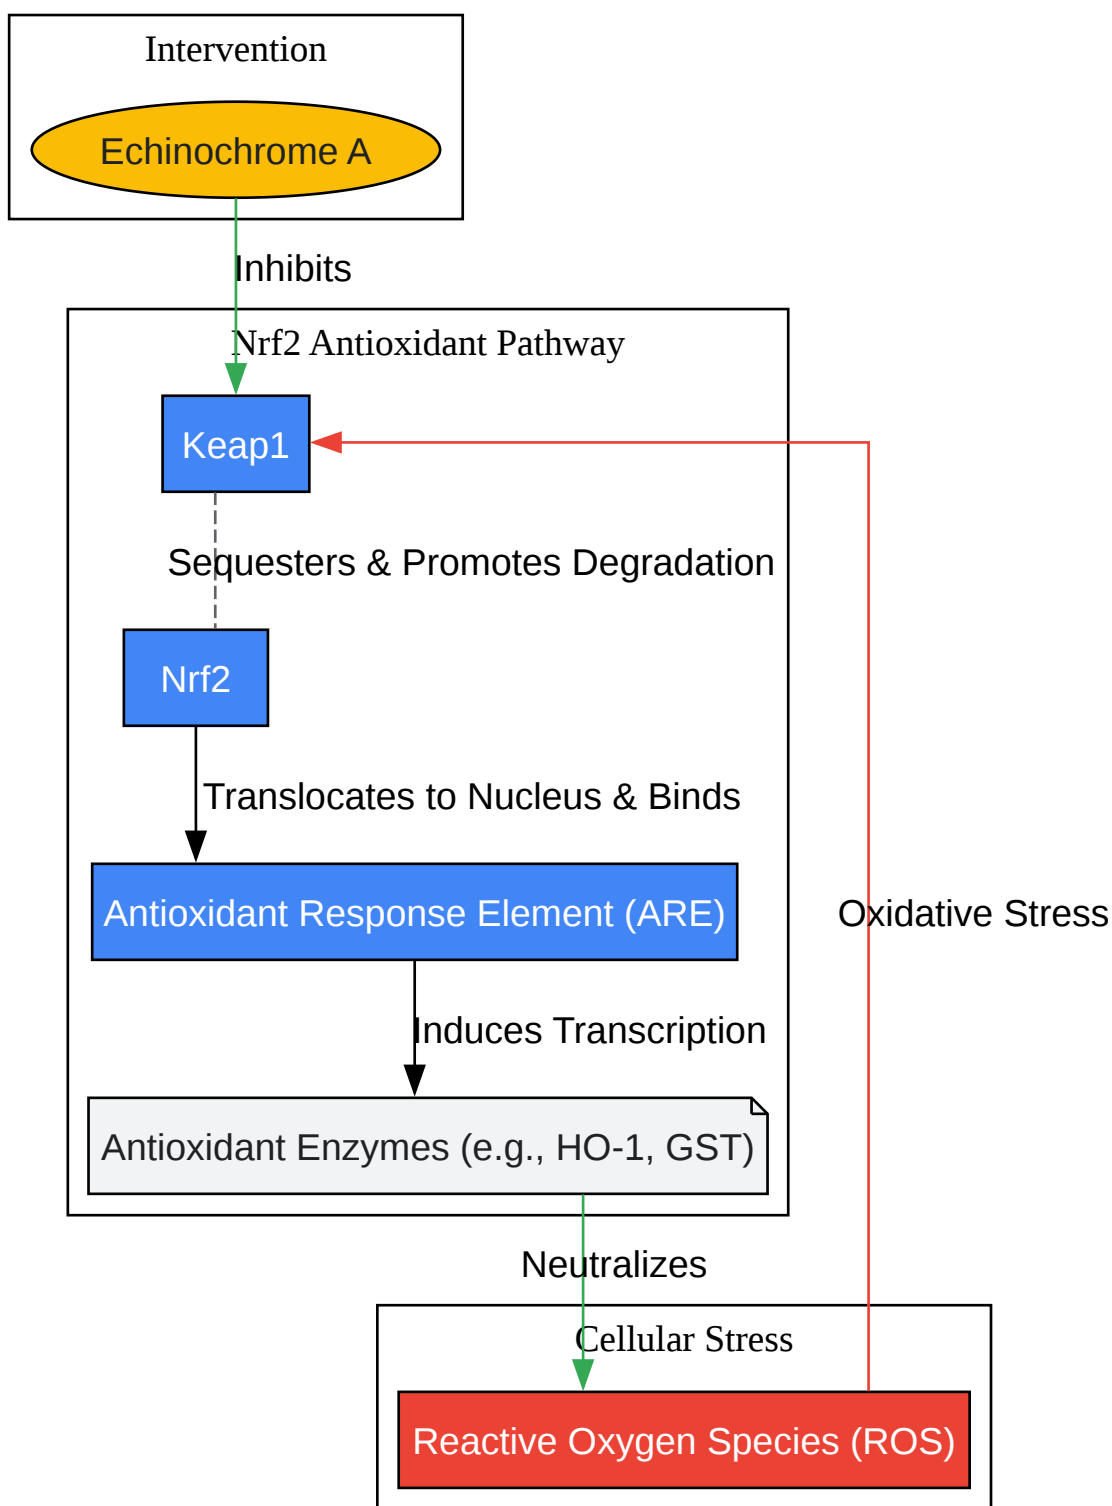 Intervention
Echinochrome A
Inhibits
Nrf2 Antioxidant Pathway
Keap1
Sequesters & Promotes Degradation
Nrf2
Translocates to Nucleus & Binds
Antioxidant Response Element (ARE)
Oxidative Stress
Induces Transcription
Antioxidant Enzymes (e.g., HO-1, GST)
Neutralizes
Cellular Stress
Reactive Oxygen Species (ROS)